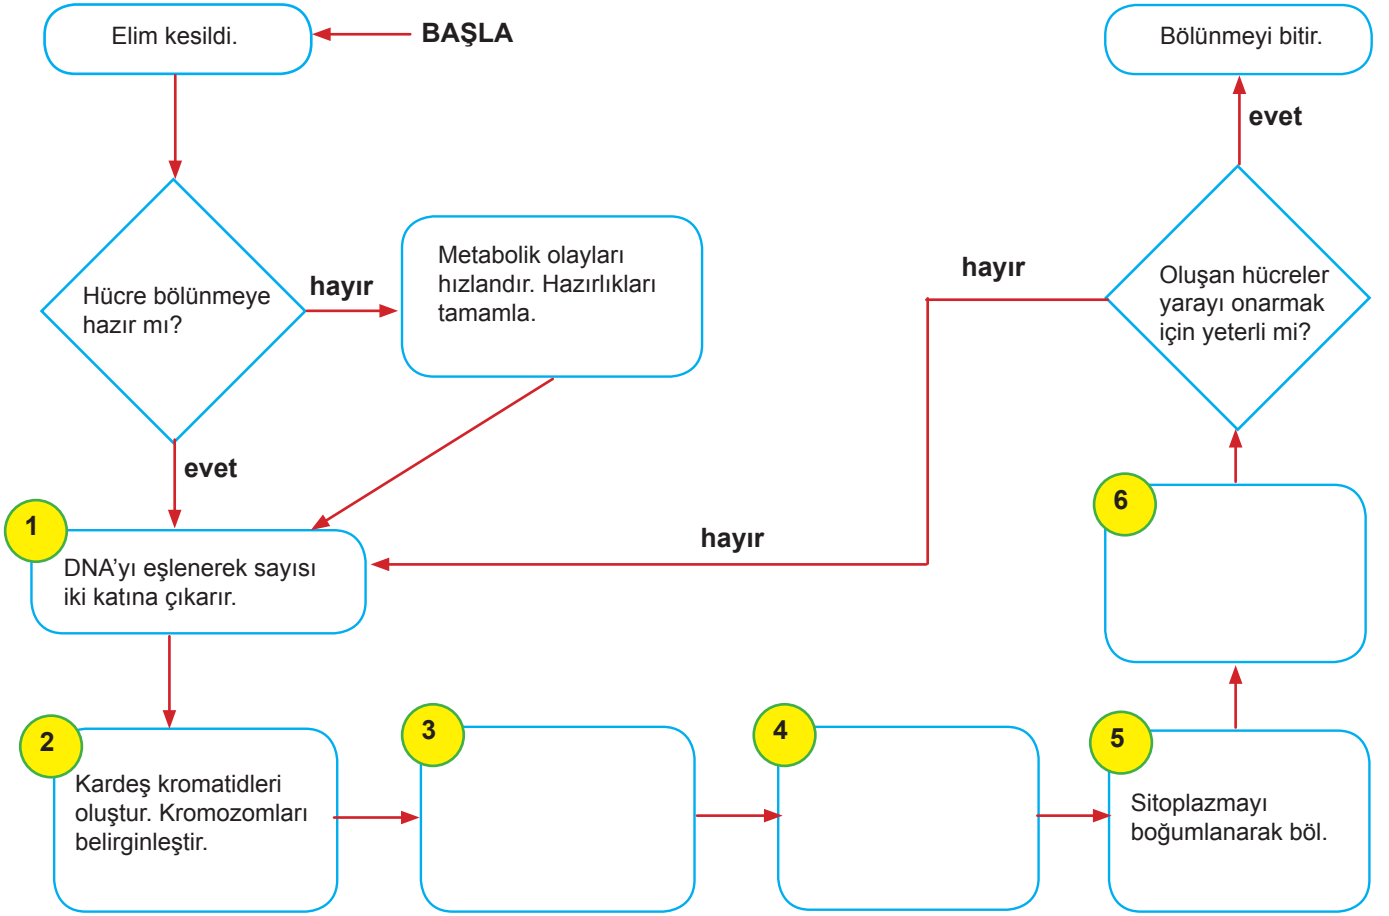 Elim kesildi.
BAŞLA
Hücre bölünmeye
hazır mı?
hayır
Metabolik olayları
hızlandır. Hazırlıkları
tamamla.
evet
1
DNA’yı eşlenerek sayısı
iki katına çıkarır.
2
Kardeş kromatidleri
oluştur. Kromozomları
belirginleştir.
3
4
5
Sitoplazmayı
boğumlanarak böl.
6
Oluşan hücreler
yarayı onarmak
için yeterli mi?
hayır
hayır
evet
Bölünmeyi bitir.